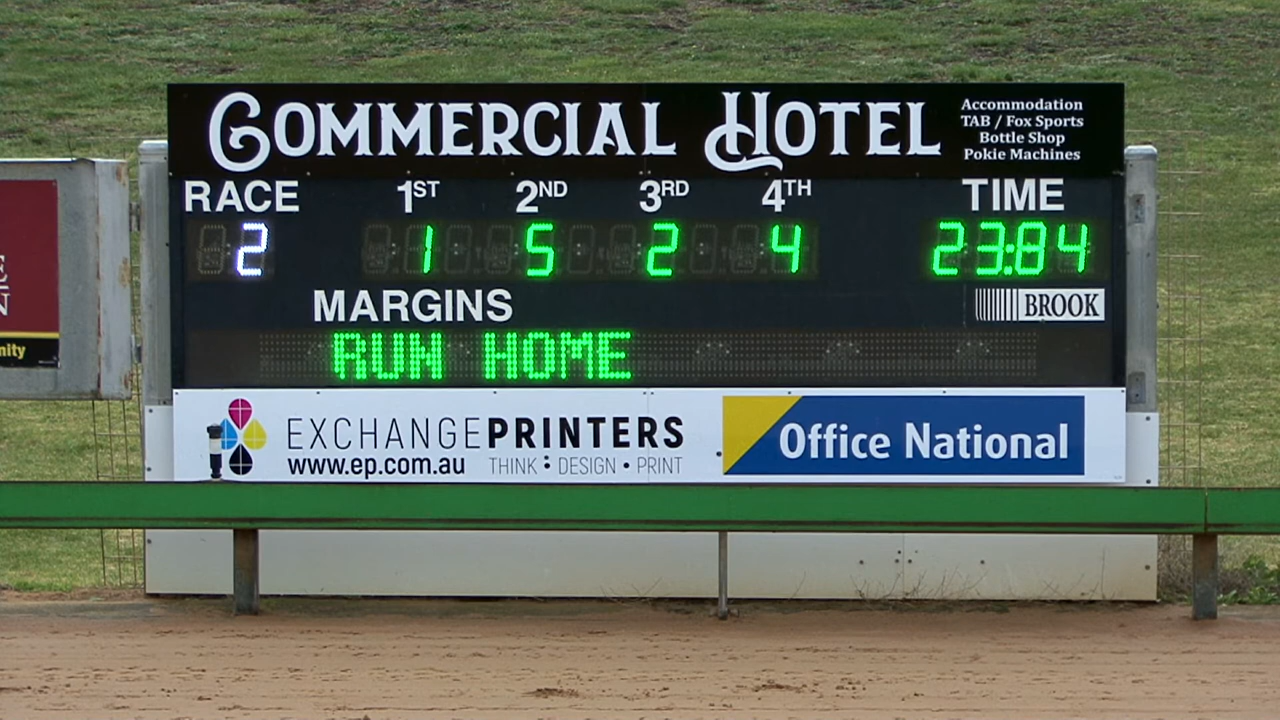 COMMERCIAL HOTEL
Accommodation
TAB / Fox Sports
Bottle Shop
Pokie Machines
RACE 1ST 2ND 3RD 4TH TIME
2 1 5 2 4 23:84
MARGINS
BROOK
RUN HOME
EXCHANGEPRINTERS
www.ep.com.au THINK : DESIGN • PRINT
Office National
E
N
nity